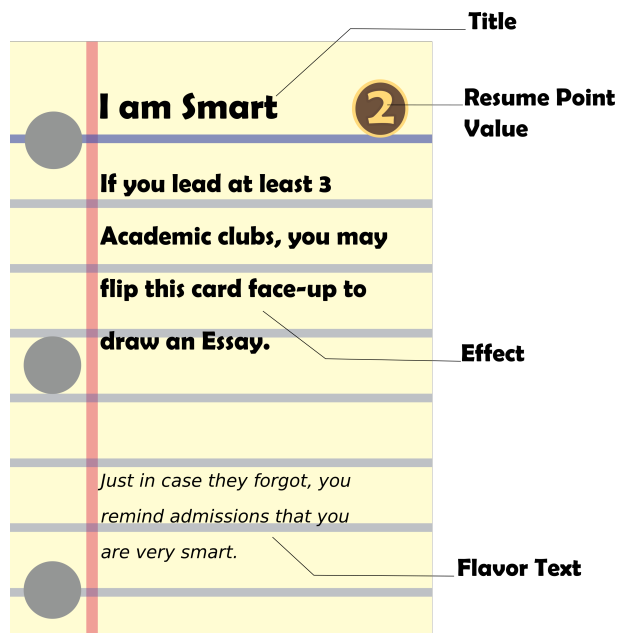 Title
I am Smart
2
Resume Point
Value
If you lead at least 3
Academic clubs, you may
flip this card face-up to
draw an Essay.
Effect
Just in case they forgot, you
remind admissions that you
are very smart.
Flavor Text